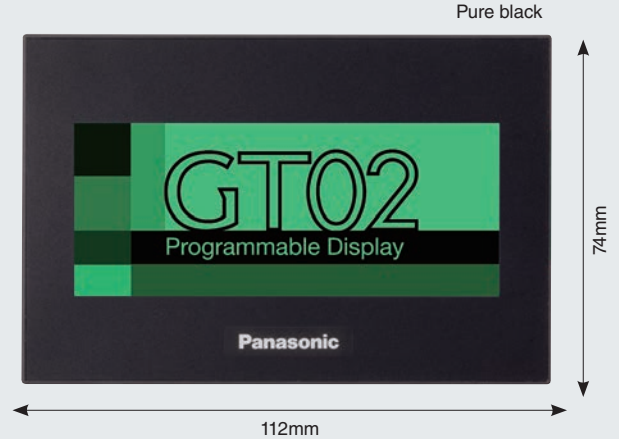 Pure black
GT02
Programmable Display
Panasonic
74mm
112mm